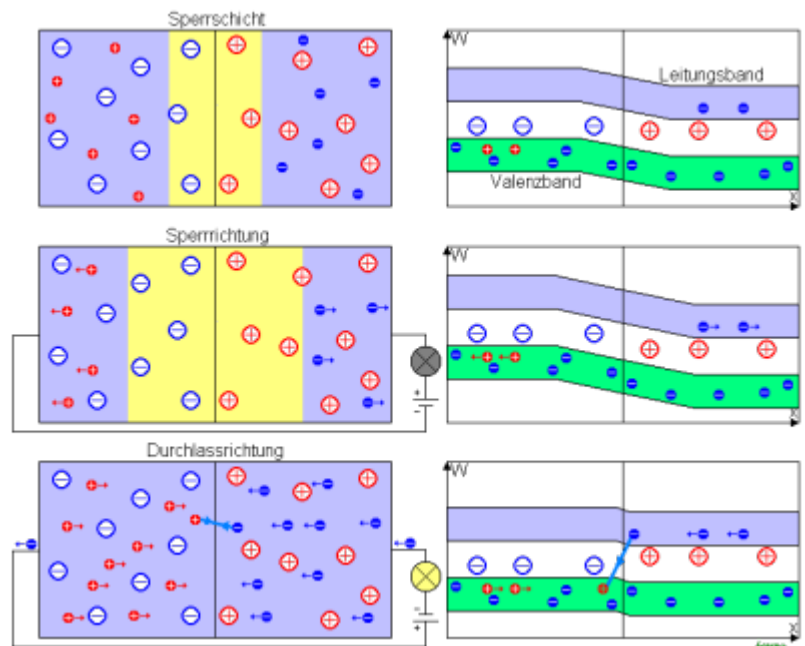 Sperrschicht
W
Leitungsband
Valenzband
x
Sperrrichtung
W
x
Durchlassrichtung
W
x